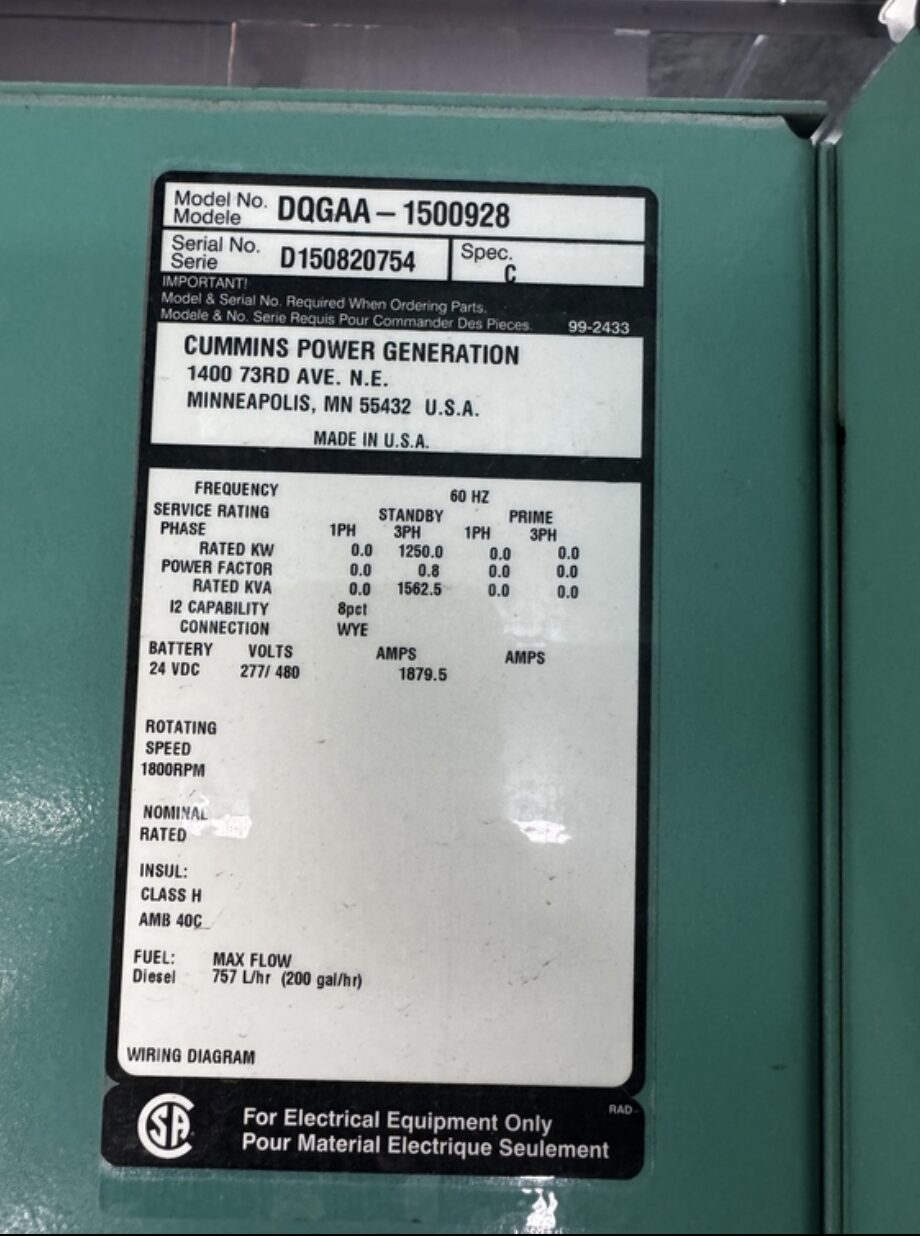 Model No. DQGAA – 1500928
Modele
Serial No. D150820754 Spec.
Serie C
IMPORTANT!
Model & Serial No. Required When Ordering Parts.
Modele & No. Serie Requis Pour Commander Des Pieces. 99-2433
CUMMINS POWER GENERATION
1400 73RD AVE. N.E.
MINNEAPOLIS, MN 55432 U.S.A.
MADE IN U.S.A.
FREQUENCY 60 HZ
SERVICE RATING STANDBY PRIME
PHASE 1PH 3PH 1PH 3PH
RATED KW 0.0 1250.0 0.0 0.0
POWER FACTOR 0.0 0.8 0.0 0.0
RATED KVA 0.0 1562.5 0.0 0.0
I2 CAPABILITY 8pct
CONNECTION WYE
BATTERY VOLTS AMPS AMPS
24 VDC 277/ 480 1879.5
ROTATING
SPEED
1800RPM
NOMINAL
RATED
INSUL:
CLASS H
AMB 40C
FUEL: MAX FLOW
Diesel 757 L/hr (200 gal/hr)
WIRING DIAGRAM
RAD
CSA For Electrical Equipment Only
Pour Material Electrique Seulement